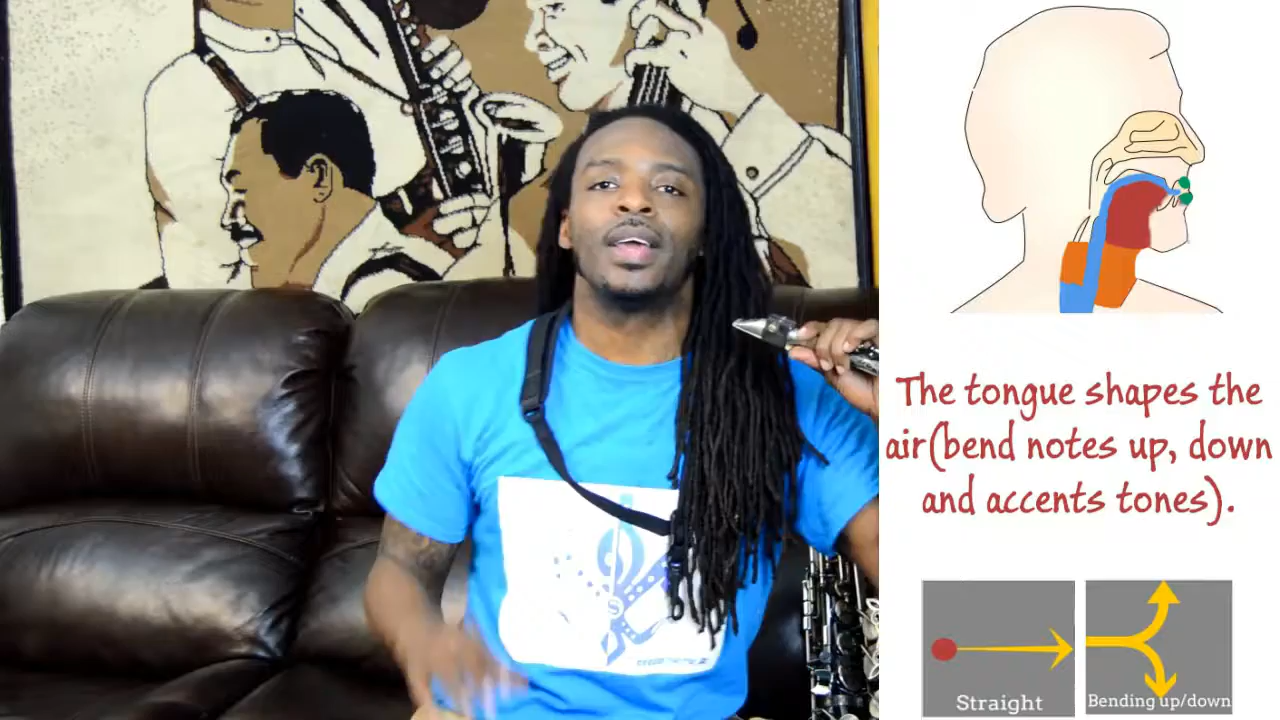 The tongue shapes the
air(bend notes up, down
and accents tones).
Straight
Bending up/down